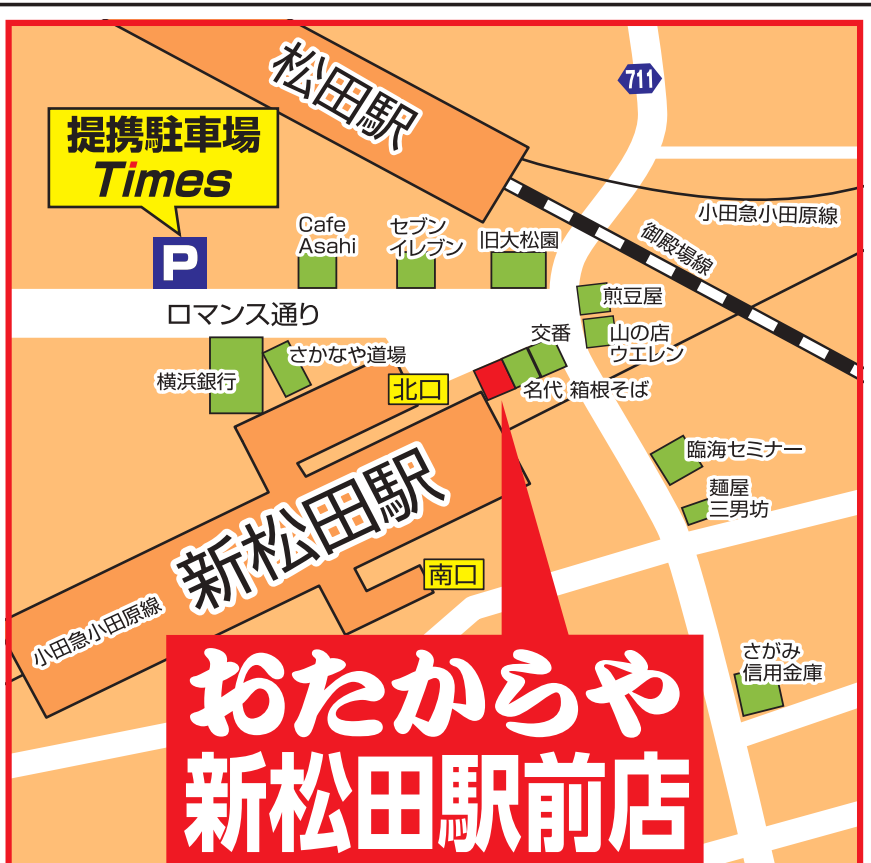 松田駅
711
提携駐車場
Times
小田急小田原線
御殿場線
Cafe
Asahi
セブン
イレブン
旧大松園
P
ロマンス通り
煎豆屋
山の店
ウエレン
交番
さかなや道場
横浜銀行
北口
名代 箱根そば
臨海セミナー
麺屋
三男坊
新松田駅
南口
小田急小田原線
さがみ
信用金庫
おたからや
新松田駅前店